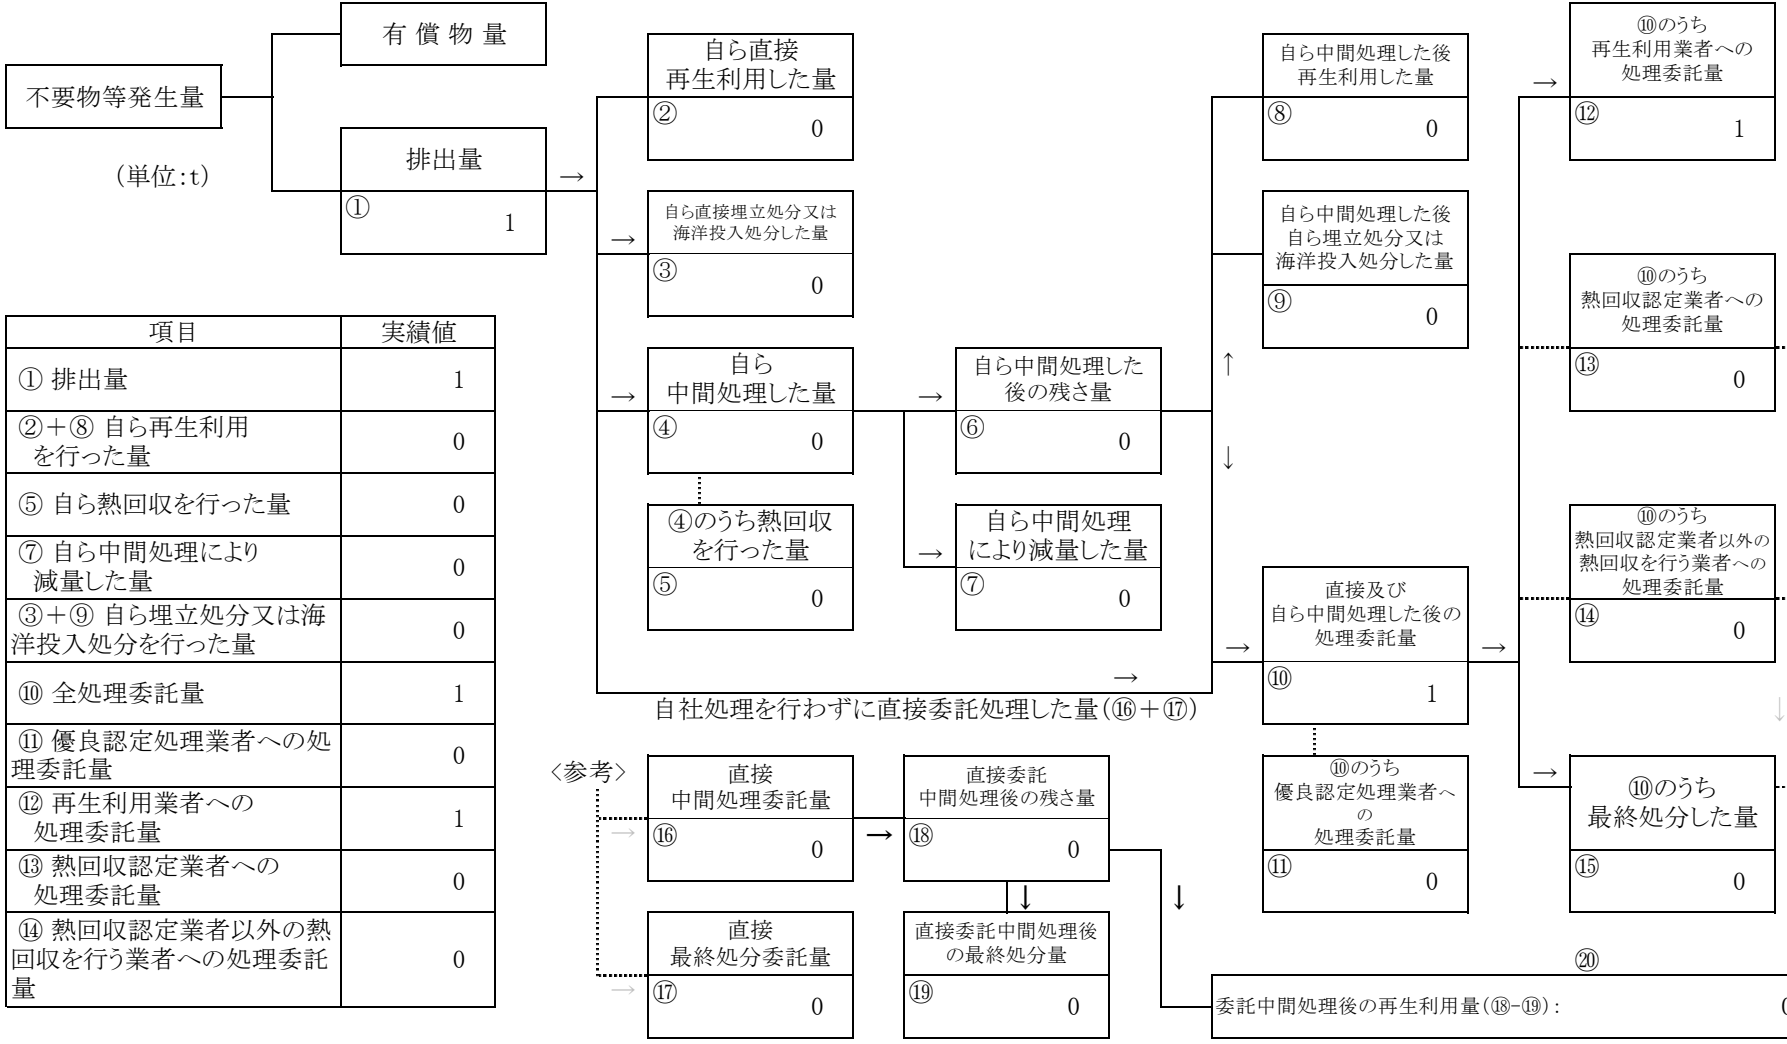 不要物等発生量
(単位:t)
有 償 物 量
排出量
①
1
→
自ら直接
再生利用した量
②
0
→
自ら直接埋立処分又は
海洋投入処分した量
③
0
→
自ら
中間処理した量
④
0
④のうち熱回収
を行った量
⑤
0
→
自ら中間処理した
後の残さ量
⑥
0
→
自ら中間処理
により減量した量
⑦
0
自ら中間処理した後
再生利用した量
⑧
0
自ら中間処理した後
自ら埋立処分又は
海洋投入処分した量
⑨
0
↑
↓
→
直接及び
自ら中間処理した後の
処理委託量
⑩
1
→
⑩のうち
優良認定処理業者へ
の
処理委託量
⑪
0
→
⑩のうち
再生利用業者への
処理委託量
⑫
1
⑩のうち
熱回収認定業者への
処理委託量
⑬
0
⑩のうち
熱回収認定業者以外の
熱回収を行う業者への
処理委託量
⑭
0
↓
→
⑩のうち
最終処分した量
⑮
0
→
自社処理を行わずに直接委託処理した量(⑯+⑰)
<参考>
→
直接
中間処理委託量
⑯
0
→
直接委託
中間処理後の残さ量
⑱
0
↓
↓
→
直接
最終処分委託量
⑰
0
直接委託中間処理後
の最終処分量
⑲
0
⑳
委託中間処理後の再生利用量(⑱-⑲):
0
項目 実績値
① 排出量 1
②+⑧ 自ら再生利用
を行った量 0
⑤ 自ら熱回収を行った量 0
⑦ 自ら中間処理により
減量した量 0
③+⑨ 自ら埋立処分又は海
洋投入処分を行った量 0
⑩ 全処理委託量 1
⑪ 優良認定処理業者への処
理委託量 0
⑫ 再生利用業者への
処理委託量 1
⑬ 熱回収認定業者への
処理委託量 0
⑭ 熱回収認定業者以外の熱
回収を行う業者への処理委託
量 0